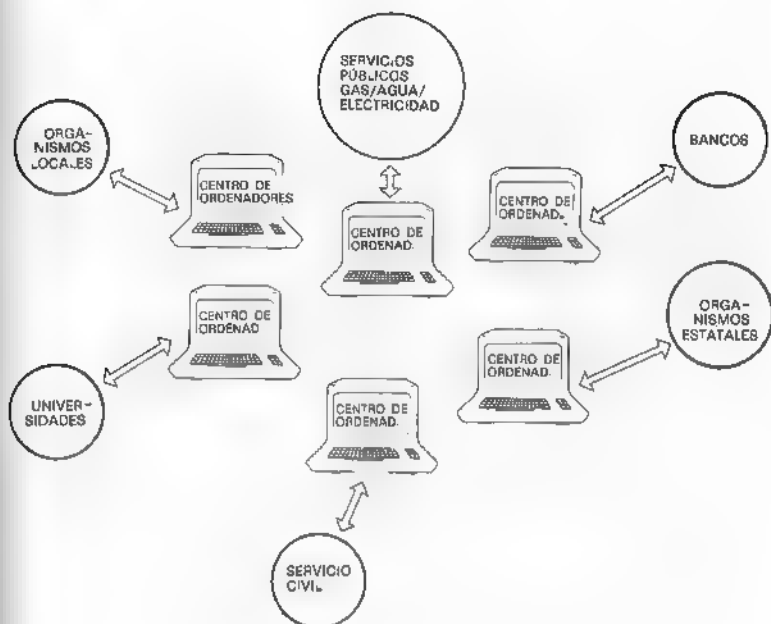 SERVICIOS
PÚBLICOS
GAS/AGUA/
ELECTRICIDAD
ORGA-
NISMOS
LOCALES
BANCOS
CENTRO DE
ORDENADORES
CENTRO DE
ORDENAD.
CENTRO DE
ORDENAD.
CENTRO DE
ORDENAD
ORGA-
NISMOS
ESTATALES
CENTRO DE
ORDENAD.
UNIVER-
SIDADES
CENTRO DE
ORDENAD.
SERVICIO
CIVIL